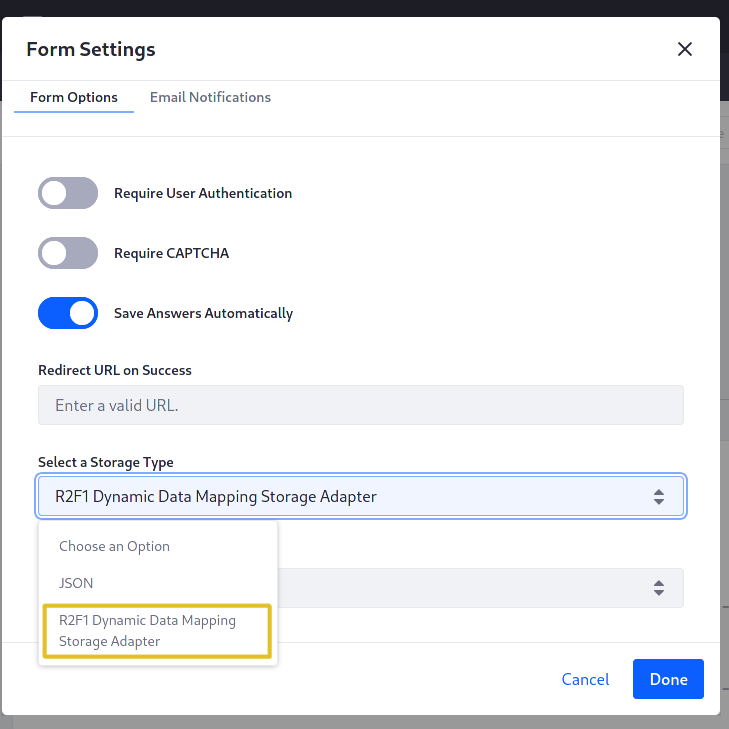 Form Settings
Form Options Email Notifications
Require User Authentication
Require CAPTCHA
Save Answers Automatically
Redirect URL on Success
Enter a valid URL.
Select a Storage Type
R2F1 Dynamic Data Mapping Storage Adapter
Choose an Option
JSON
R2F1 Dynamic Data Mapping
Storage Adapter
Cancel Done